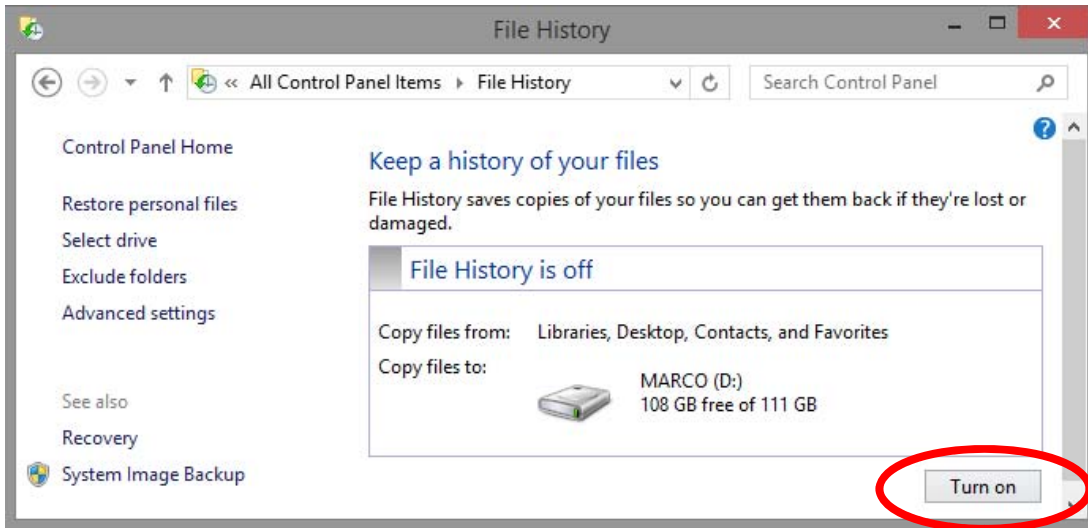 File History
« All Control Panel Items File History Search Control Panel
Control Panel Home
Restore personal files
Select drive
Exclude folders
Advanced settings
See also
Recovery
System Image Backup
Keep a history of your files
File History saves copies of your files so you can get them back if they're lost or
damaged.
File History is off
Copy files from: Libraries, Desktop, Contacts, and Favorites
Copy files to:
MARCO (D:)
108 GB free of 111 GB
Turn on